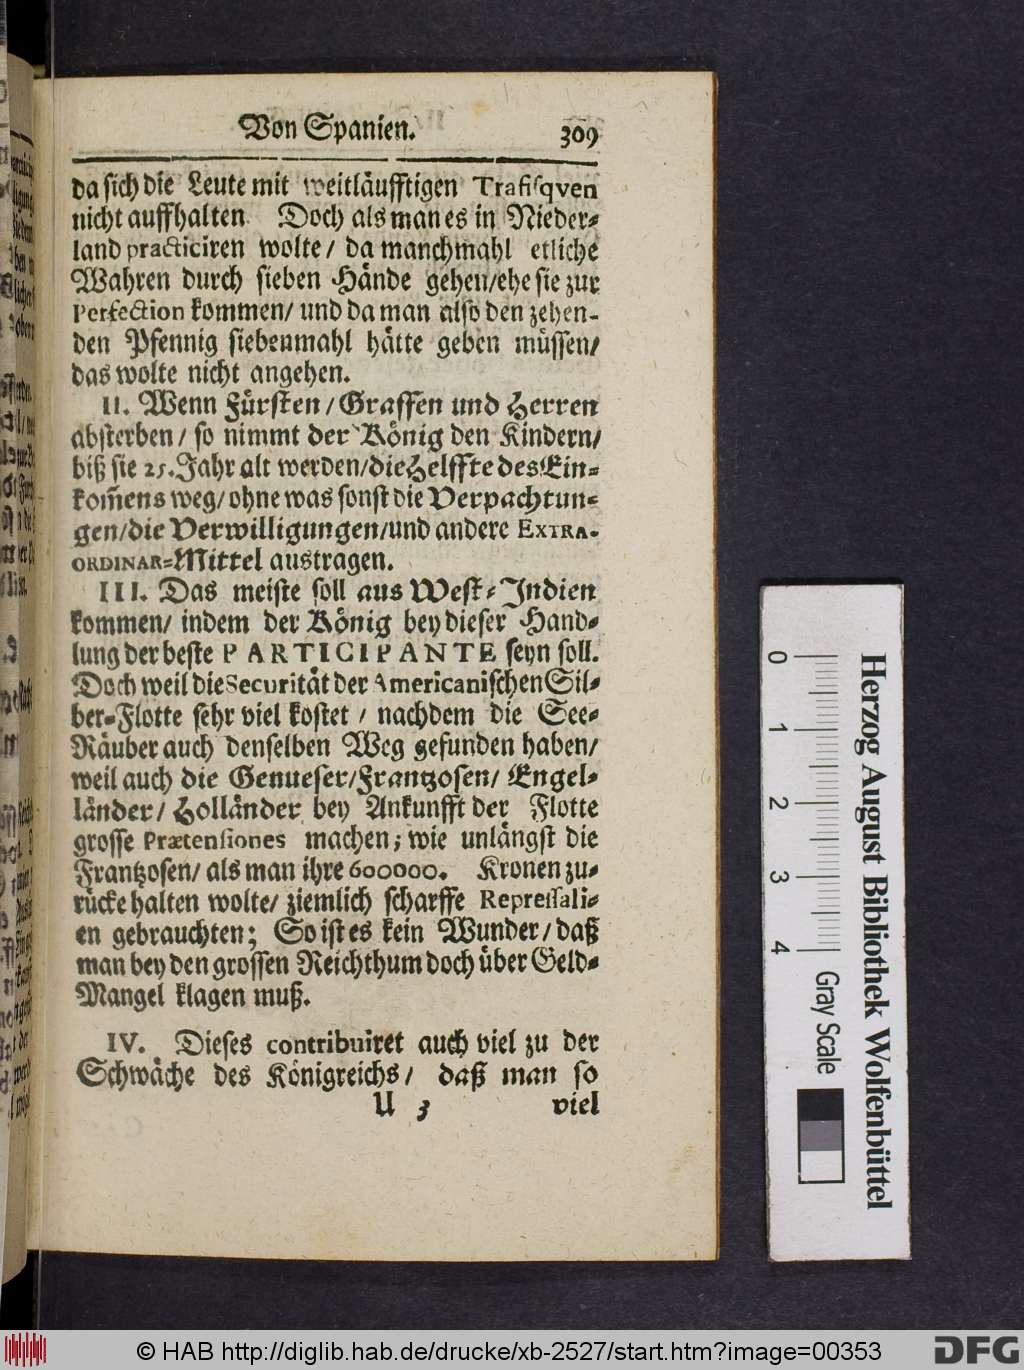 Von Spanien. 309
da sich die Leute mit weitläufftigen Trafiqven
nicht auffhalten. Doch als man es in Nieder-
land practiciren wolte/ da manchmahl etliche
Wahren durch sieben Hände gehen/ehe sie zur
Perfection kommen/ und da man also den zehen-
den Pfennig siebenmahl hätte geben müssen/
das wolte nicht angehen.
II. Wenn Fürsten/Graffen und Herren
absterben/ so nimmt der König den Kindern/
biß sie 25. Jahr alt werden/die Helffte des Ein-
kom̃ens weg/ohne was sonst die Verpachtun-
gen/die Verwilligungen/und andere EXTRA-
ORDINAR-Mittel austragen.
III. Das meiste soll aus West-Indien
kommen/ indem der König bey dieser Hand-
lung der beste PARTICIPANTE seyn soll.
Doch weil die Securität der Americanischen Sil-
ber-Flotte sehr viel kostet/ nachdem die See-
Räuber auch denselben Weg gefunden haben/
weil auch die Genueser/Frantzosen/ Engel-
länder/ Holländer bey Ankunfft der Flotte
grosse Prætensiones machen; wie unlängst die
Frantzosen/ als man ihre 600000. Kronen zu-
rücke halten wolte/ ziemlich scharffe Repressali-
en gebrauchten; So ist es kein Wunder/ daß
man bey den grossen Reichthum doch über Geld-
Mangel klagen muß.
IV. Dieses contribuiret auch viel zu der
Schwäche des Königreichs/ daß man so
U 3 viel
Herzog August Bibliothek Wolfenbüttel
0 1 2 3 4 Gray Scale
© HAB http://diglib.hab.de/drucke/xb-2527/start.htm?image=00353
DFG